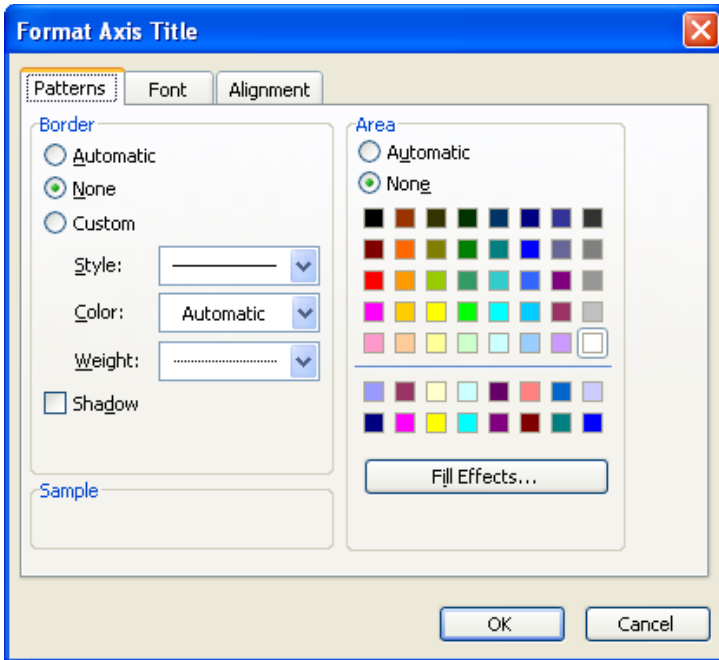 Format Axis Title
Patterns Font Alignment
Border
Automatic
None
Custom
Style:
Color: Automatic
Weight:
Shadow
Sample
Area
Automatic
None
Fill Effects...
OK Cancel